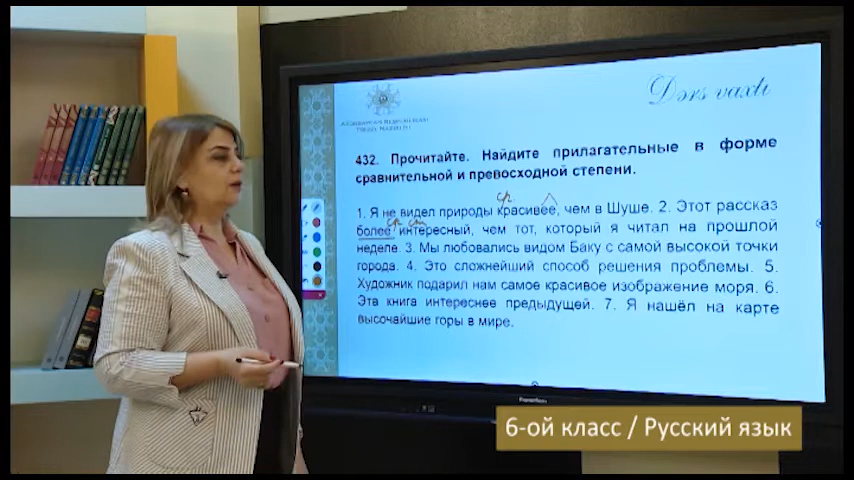 Dərs vaxtı
432. Прочитайте. Найдите прилагательные в форме
сравнительной и превосходной степени.
ср.
1. Я не видел природы красивее, чем в Шуше. 2. Этот рассказ
ср ст
более интересный, чем тот, который я читал на прошлой
неделе. 3. Мы любовались видом Баку с самой высокой точки
города. 4. Это сложнейший способ решения проблемы. 5.
Художник подарил нам самое красивое изображение моря. 6.
Эта книга интереснее предыдущей. 7. Я нашёл на карте
высочайшие горы в мире.
6-ой класс / Русский язык